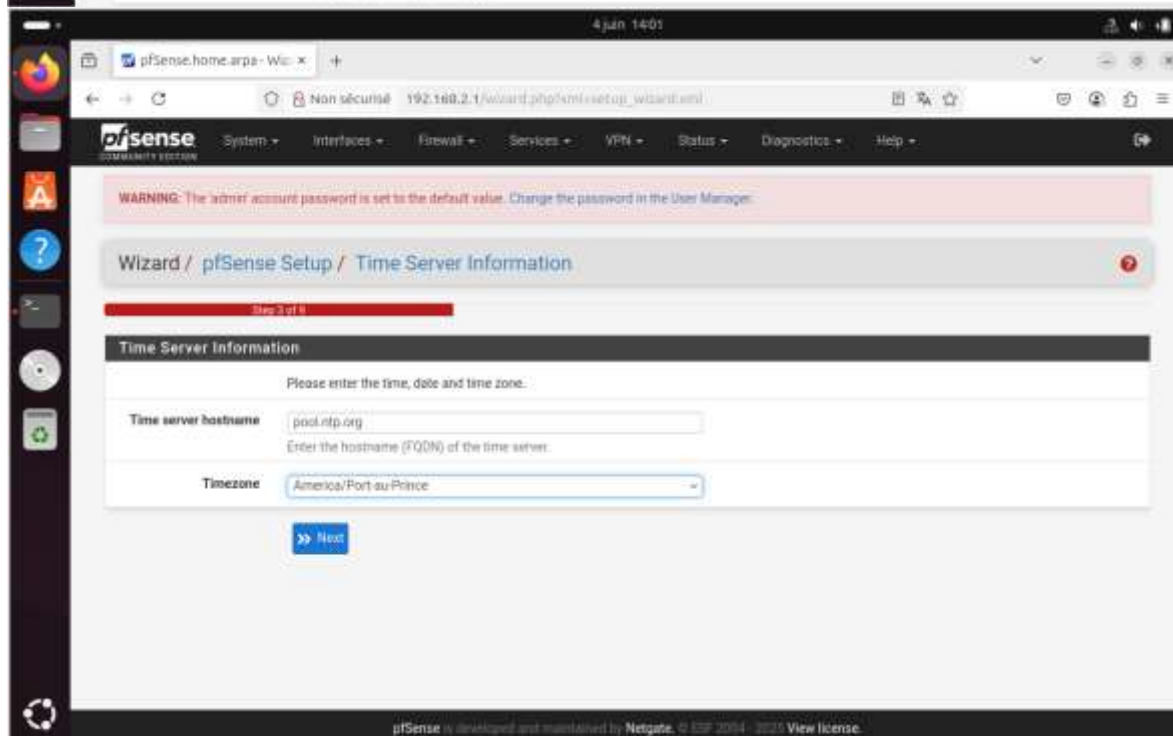 4 juin 14:01
pfSense.home.arpa - Wiz
Non sécurisé 192.168.2.1/wizard.php?xml=setup_wizard.xml
pfsense System Interfaces Firewall Services VPN Status Diagnostics Help
COMMUNITY EDITION
WARNING: The 'admin' account password is set to the default value. Change the password in the User Manager.
Wizard / pfSense Setup / Time Server Information
Step 3 of 9
Time Server Information
Please enter the time, date and time zone.
Time server hostname pool.ntp.org
Enter the hostname (FQDN) of the time server.
Timezone America/Port-au-Prince
Next
pfSense is developed and maintained by Netgate. © ESF 2004 - 2025 View license.